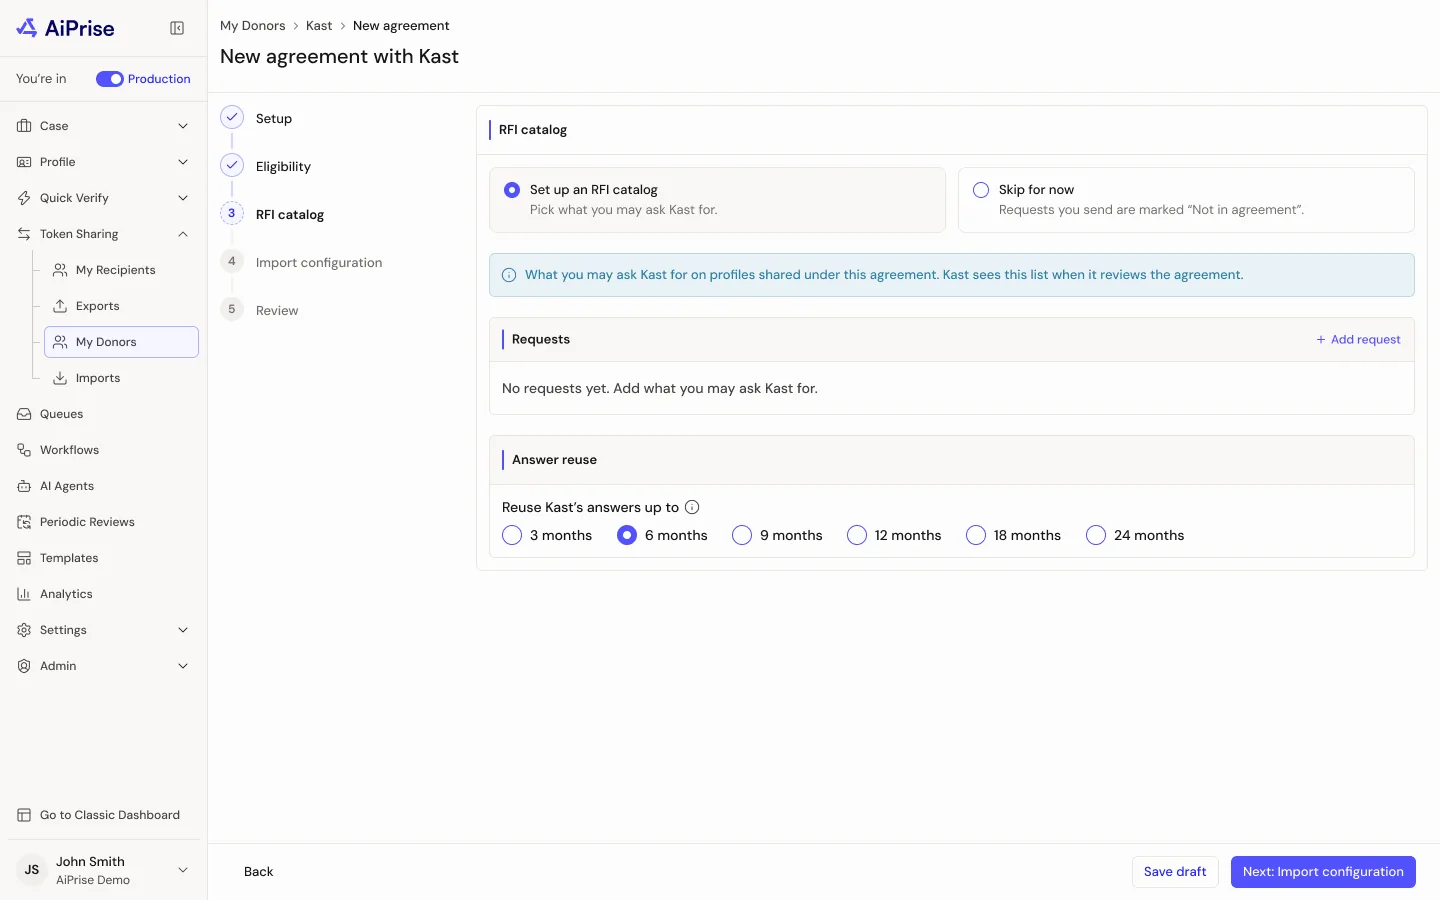 AiPrise
You're in
Production
Case
Profile
Quick Verify
Token Sharing
My Recipients
Exports
My Donors
Imports
Queues
Workflows
AI Agents
Periodic Reviews
Templates
Analytics
Settings
Admin
Go to Classic Dashboard
JS
John Smith
AiPrise Demo
My Donors > Kast > New agreement
New agreement with Kast
Setup
Eligibility
3 RFI catalog
4 Import configuration
5 Review
RFI catalog
Set up an RFI catalog
Pick what you may ask Kast for.
Skip for now
Requests you send are marked “Not in agreement”.
What you may ask Kast for on profiles shared under this agreement. Kast sees this list when it reviews the agreement.
Requests
+ Add request
No requests yet. Add what you may ask Kast for.
Answer reuse
Reuse Kast's answers up to
3 months 6 months 9 months 12 months 18 months 24 months
Back
Save draft
Next: Import configuration